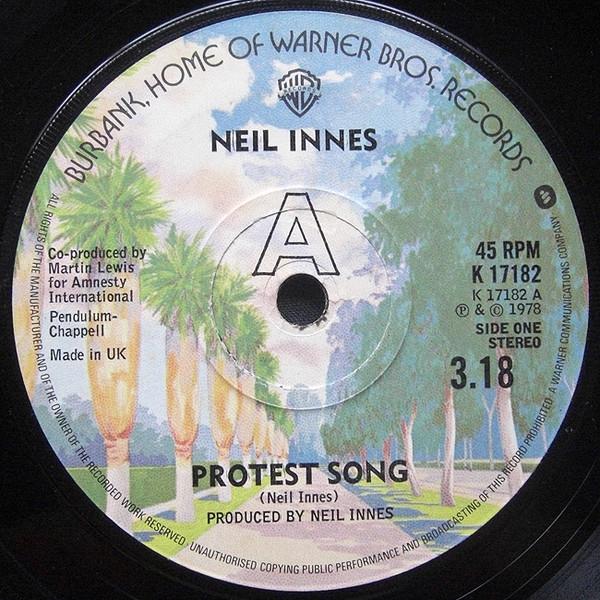 BURBANK, HOME OF WARNER BROS. RECORDS
NEIL INNES
A
Co-produced by
Martin Lewis
for Amnesty
International
Pendulum-
Chappell
Made in UK
45 RPM
K 17182
K 17182 A
Ⓟ & © 1978
SIDE ONE
STEREO
3.18
PROTEST SONG
(Neil Innes)
PRODUCED BY NEIL INNES
ALL RIGHTS OF THE MANUFACTURER AND OF THE OWNER OF THE RECORDED WORK RESERVED · UNAUTHORISED COPYING PUBLIC PERFORMANCE AND BROADCASTING OF THIS RECORD PROHIBITED · A WARNER COMMUNICATIONS COMPANY